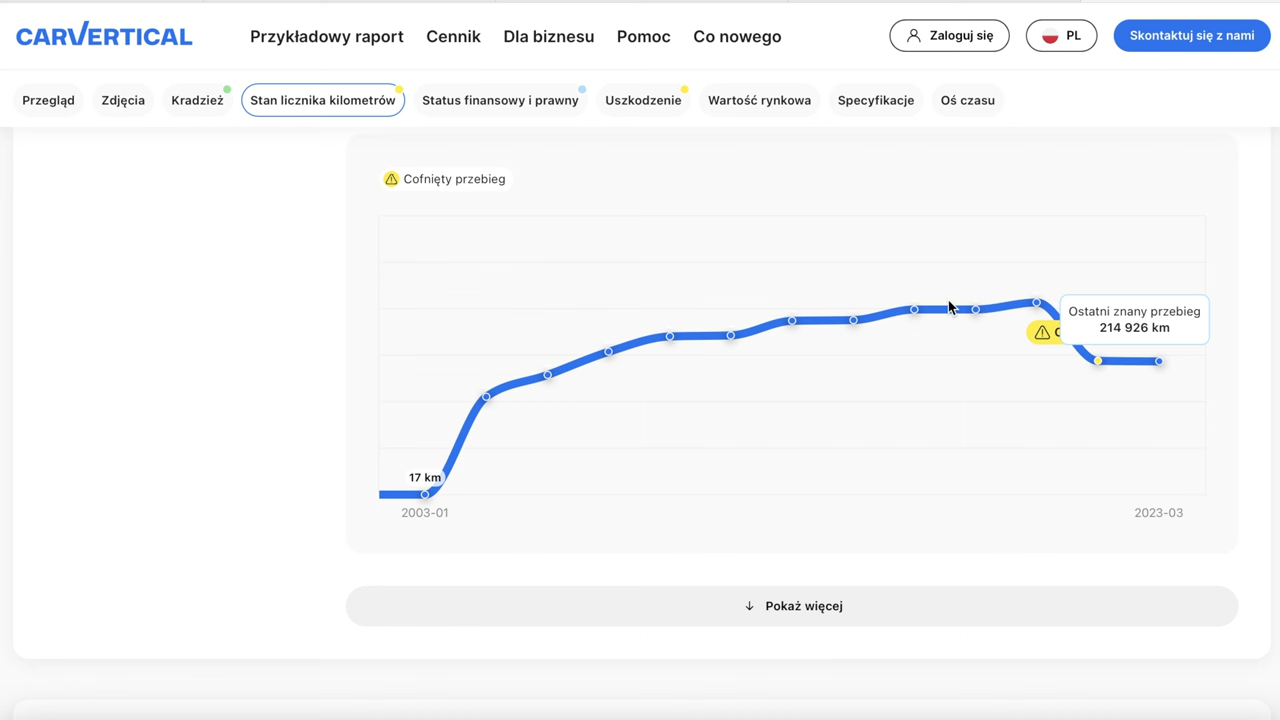 CARVERTICAL
Przykładowy raport Cennik Dla biznesu Pomoc Co nowego
Zaloguj się PL Skontaktuj się z nami
Przegląd Zdjęcia Kradzież Stan licznika kilometrów Status finansowy i prawny Uszkodzenie Wartość rynkowa Specyfikacje Oś czasu
Cofnięty przebieg
Ostatni znany przebieg
214 926 km
17 km
2003-01 2023-03
Pokaż więcej